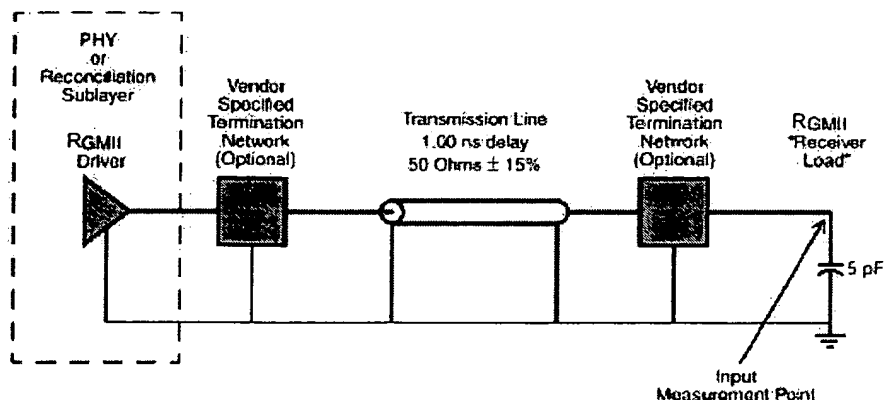 PHY
or
Reconciliation
Sublayer
RGMII
Driver
Vendor
Specified
Termination
Network
(Optional)
Transmission Line
1.00 ns delay
50 Ohms ± 15%
Vendor
Specified
Termination
Network
(Optional)
RGMII
"Receiver
Load"
5 pF
Input
Measurement Point